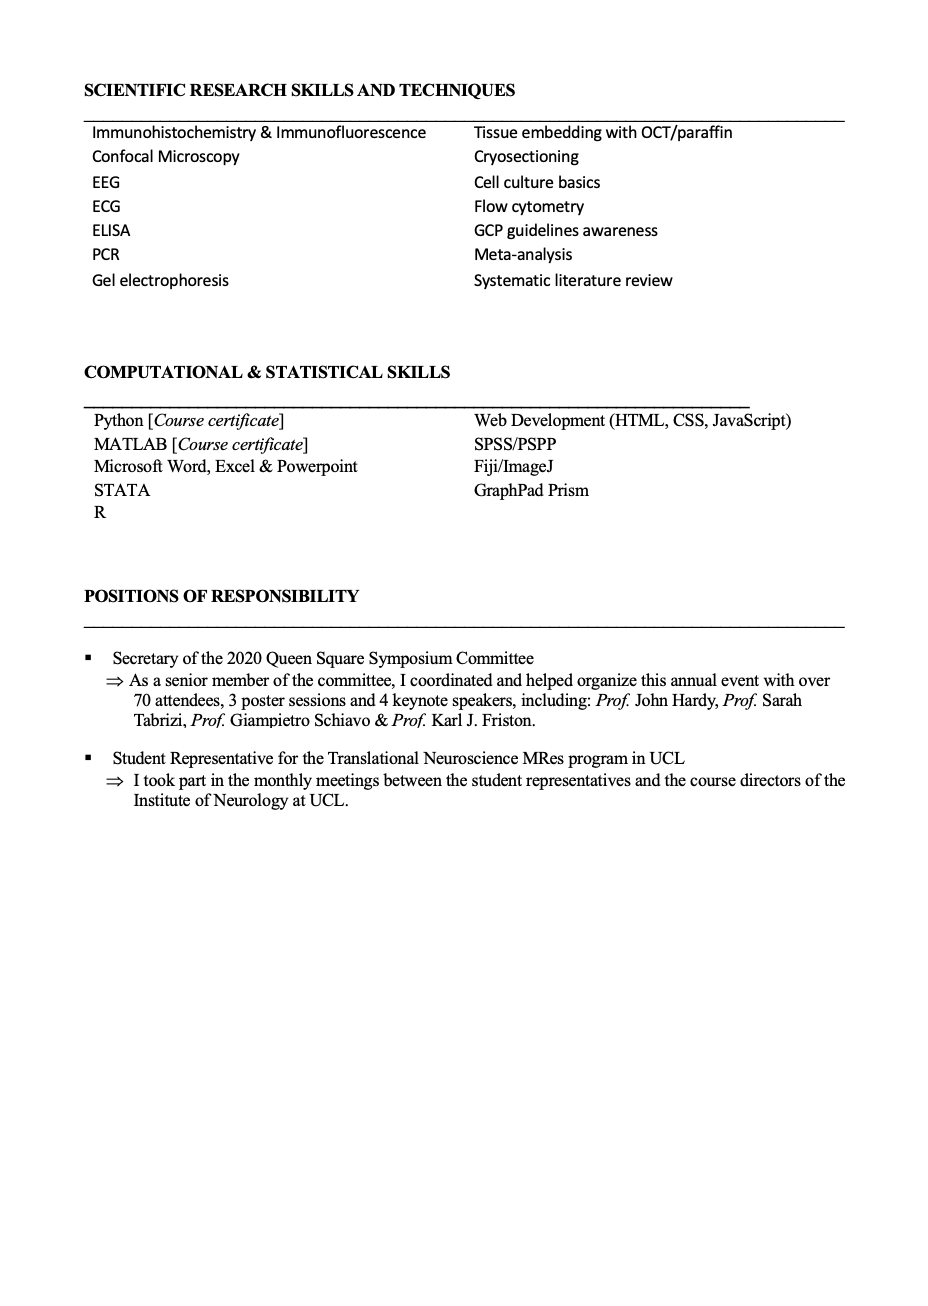 SCIENTIFIC RESEARCH SKILLS AND TECHNIQUES
Immunohistochemistry & Immunofluorescence Tissue embedding with OCT/paraffin
Confocal Microscopy Cryosectioning
EEG Cell culture basics
ECG Flow cytometry
ELISA GCP guidelines awareness
PCR Meta-analysis
Gel electrophoresis Systematic literature review
COMPUTATIONAL & STATISTICAL SKILLS
Python [Course certificate] Web Development (HTML, CSS, JavaScript)
MATLAB [Course certificate] SPSS/PSPP
Microsoft Word, Excel & Powerpoint Fiji/ImageJ
STATA GraphPad Prism
R
POSITIONS OF RESPONSIBILITY
▪ Secretary of the 2020 Queen Square Symposium Committee
⇒ As a senior member of the committee, I coordinated and helped organize this annual event with over
70 attendees, 3 poster sessions and 4 keynote speakers, including: Prof. John Hardy, Prof. Sarah
Tabrizi, Prof. Giampietro Schiavo & Prof. Karl J. Friston.
▪ Student Representative for the Translational Neuroscience MRes program in UCL
⇒ I took part in the monthly meetings between the student representatives and the course directors of the
Institute of Neurology at UCL.